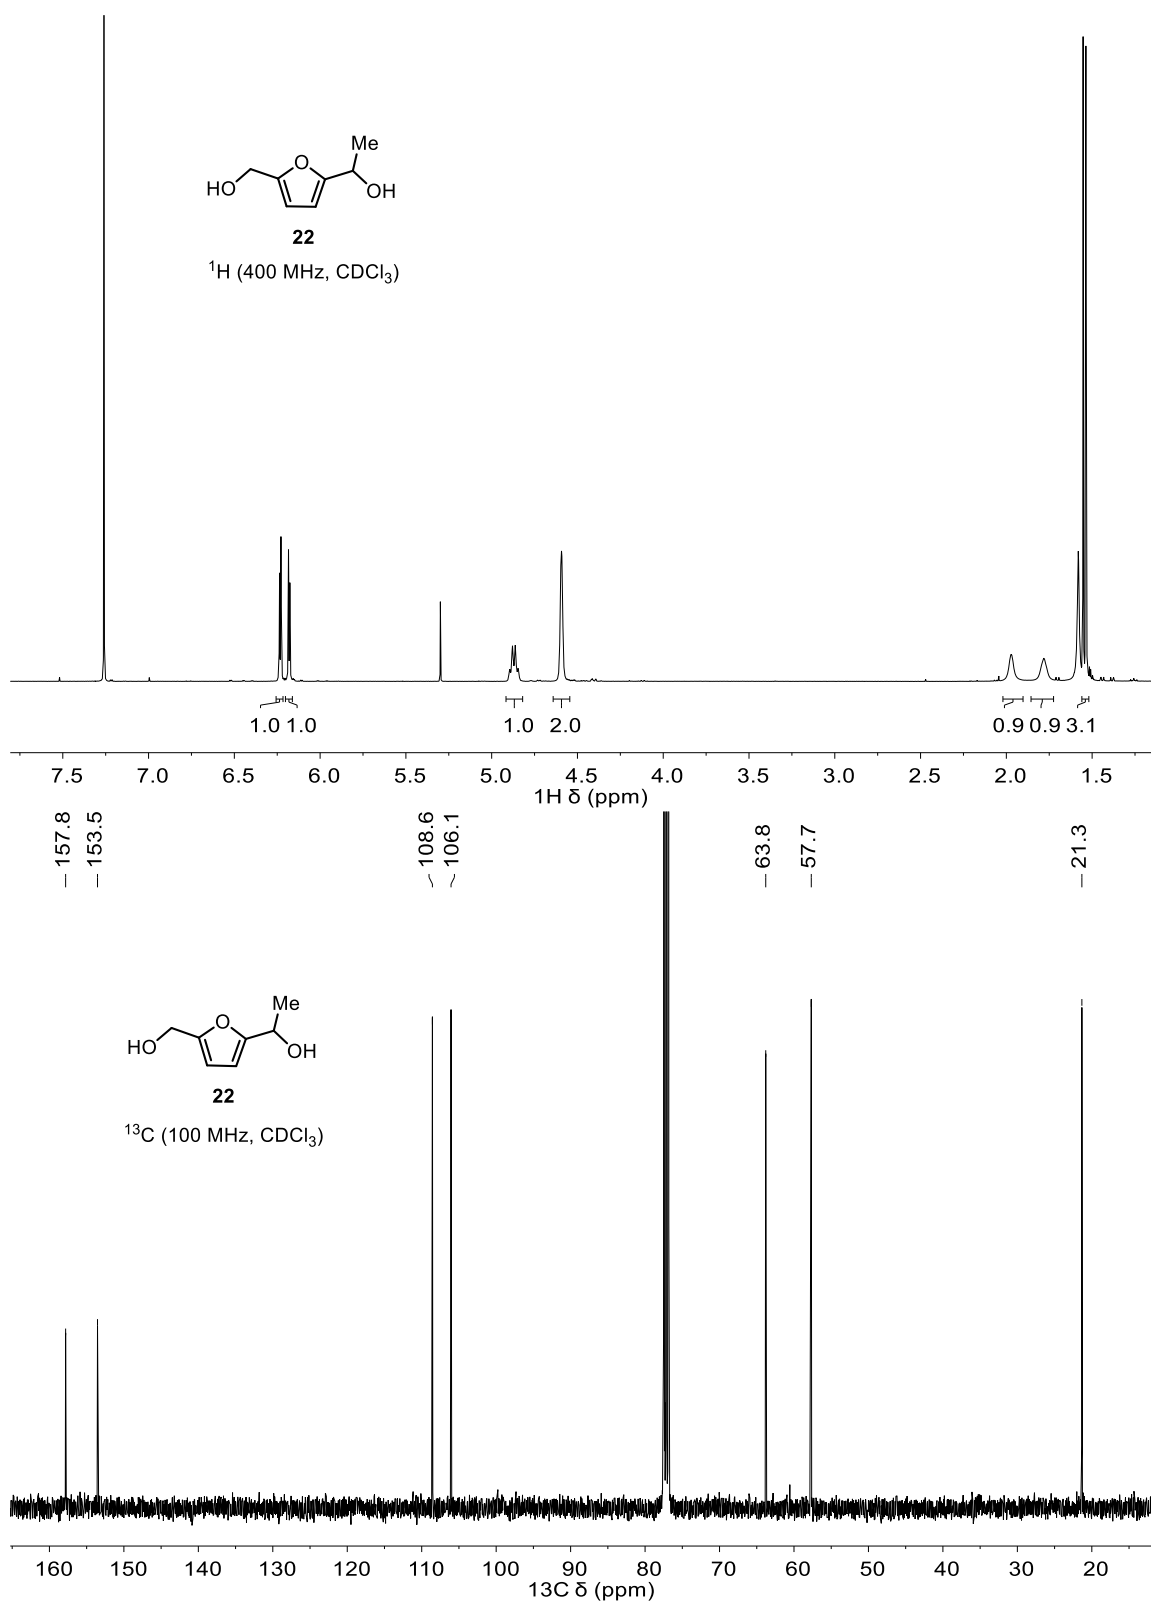 Me
O
HO
OH
22
¹H (400 MHz, CDCl₃)
1.0 1.0 1.0 2.0 0.9 0.9 3.1
7.5 7.0 6.5 6.0 5.5 5.0 4.5 4.0 3.5 3.0 2.5 2.0 1.5
1H δ (ppm)
157.8
153.5
108.6
106.1
63.8
57.7
21.3
Me
O
HO
OH
22
¹³C (100 MHz, CDCl₃)
160 150 140 130 120 110 100 90 80 70 60 50 40 30 20
13C δ (ppm)